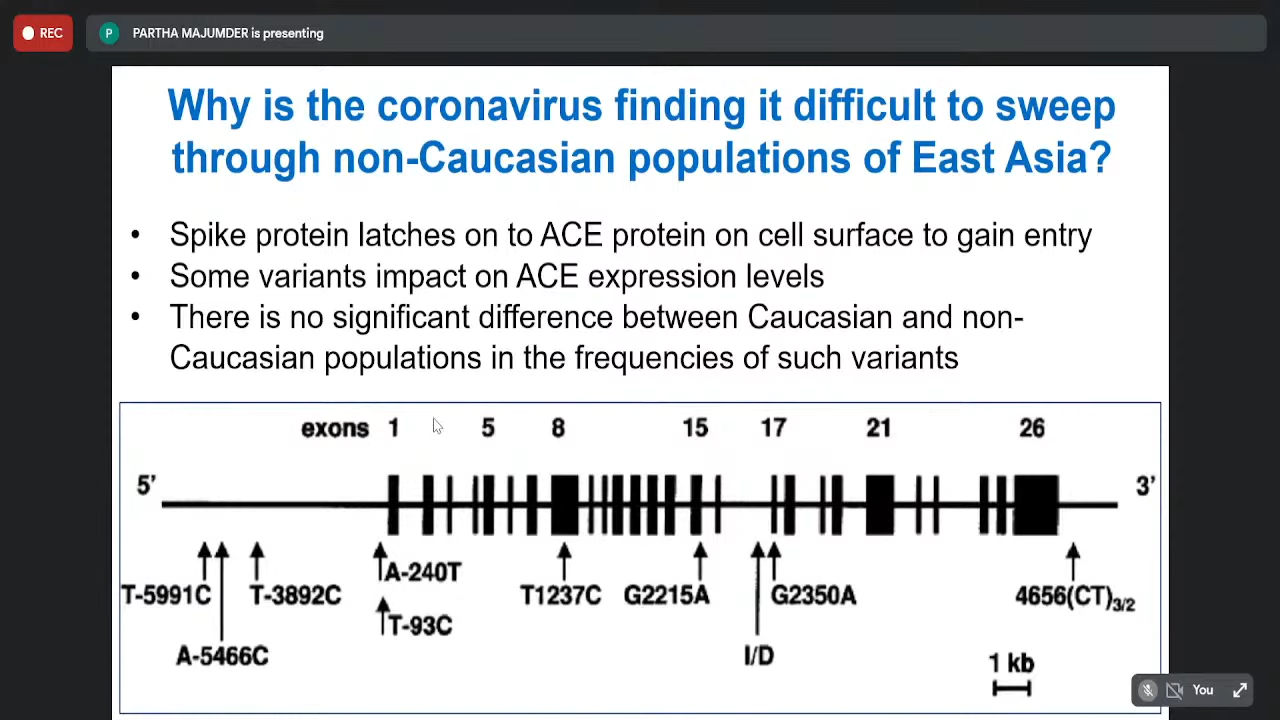 REC
P PARTHA MAJUMDER is presenting
Why is the coronavirus finding it difficult to sweep
through non-Caucasian populations of East Asia?
• Spike protein latches on to ACE protein on cell surface to gain entry
• Some variants impact on ACE expression levels
• There is no significant difference between Caucasian and non-
Caucasian populations in the frequencies of such variants
exons 1 5 8 15 17 21 26
5’ 3’
A-240T
T-5991C T-3892C T1237C G2215A G2350A 4656(CT)3/2
T-93C
A-5466C I/D
1 kb
You